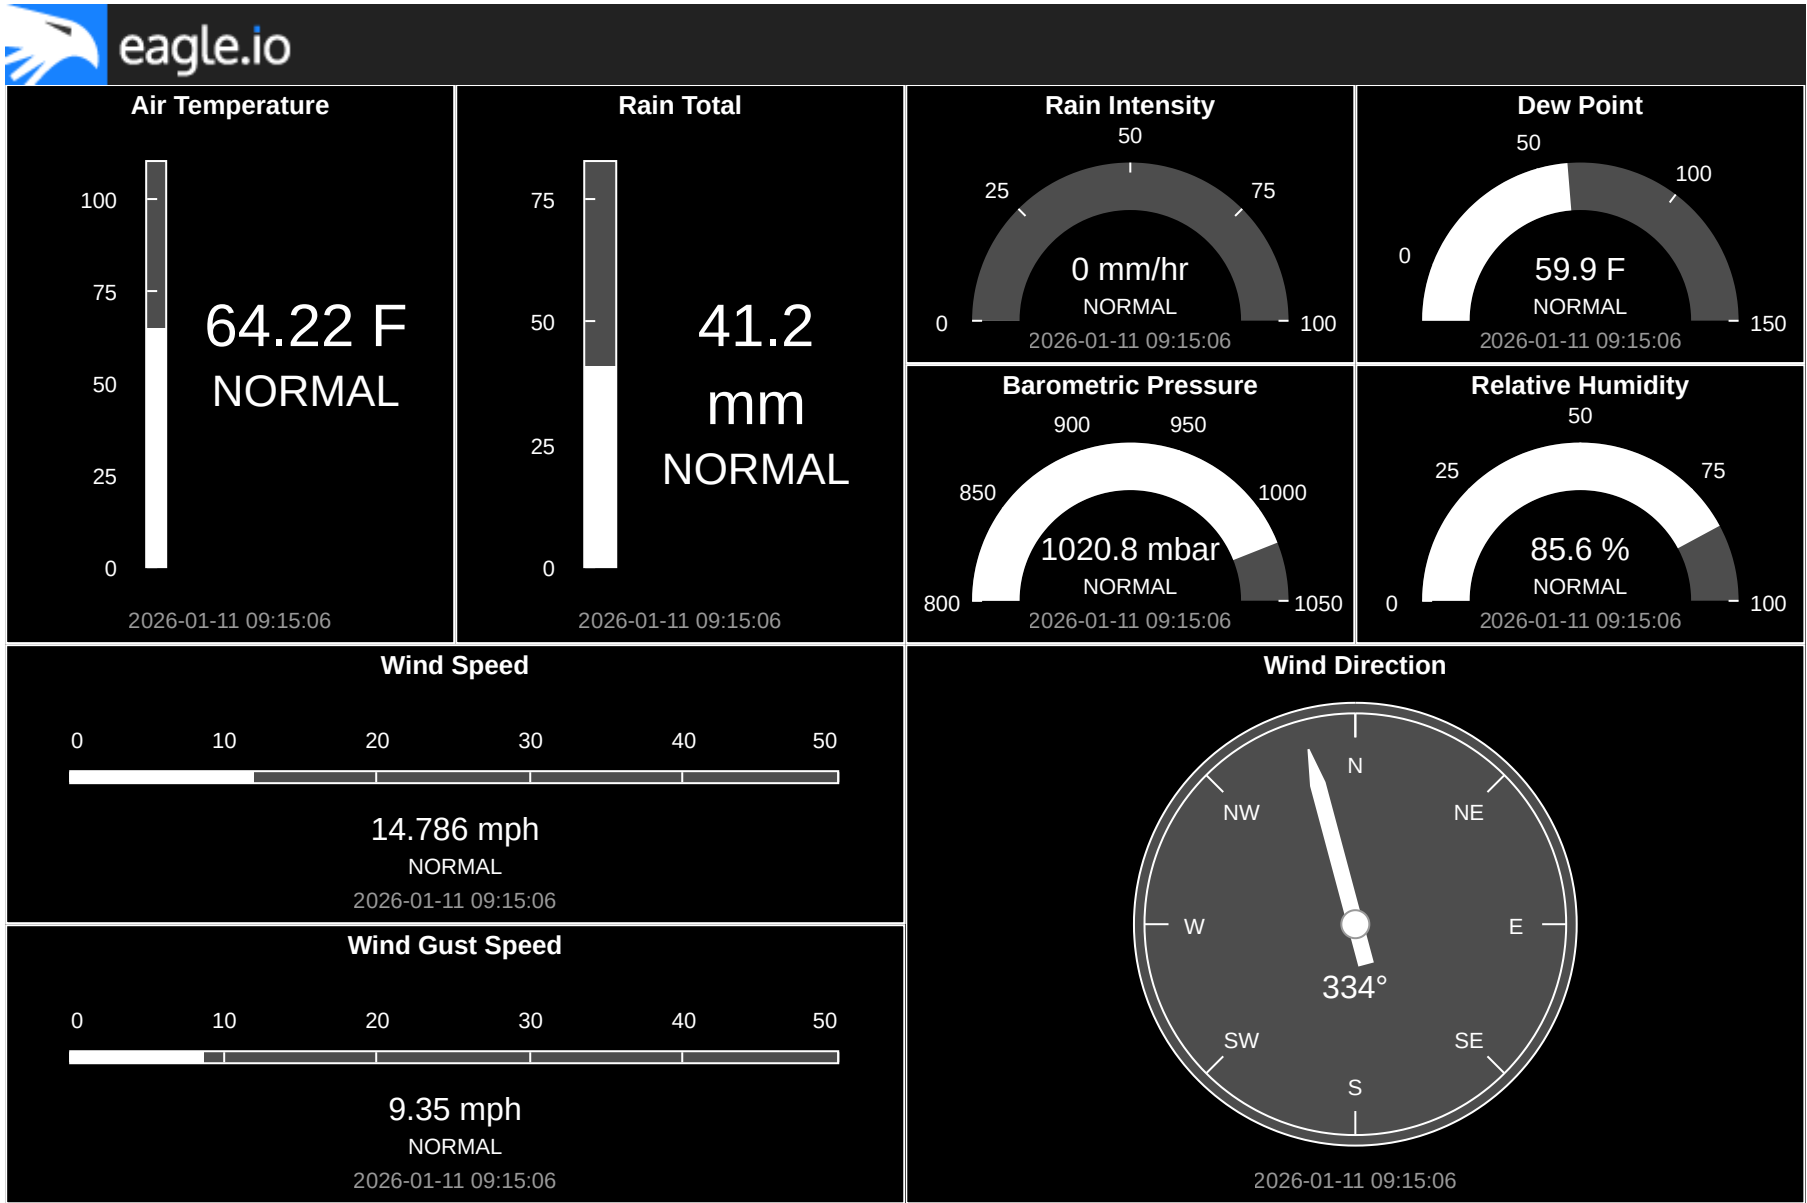 eagle.io
Air Temperature
100
75
50
25
0
64.22 F
NORMAL
2026-01-11 09:15:06
Rain Total
75
50
25
0
41.2
mm
NORMAL
2026-01-11 09:15:06
Rain Intensity
50
25
75
0
100
0 mm/hr
NORMAL
2026-01-11 09:15:06
Dew Point
50
100
0
150
59.9 F
NORMAL
2026-01-11 09:15:06
Barometric Pressure
900
950
850
1000
800
1050
1020.8 mbar
NORMAL
2026-01-11 09:15:06
Relative Humidity
50
25
75
0
100
85.6 %
NORMAL
2026-01-11 09:15:06
Wind Speed
0 10 20 30 40 50
14.786 mph
NORMAL
2026-01-11 09:15:06
Wind Gust Speed
0 10 20 30 40 50
9.35 mph
NORMAL
2026-01-11 09:15:06
Wind Direction
N
NW
NE
W
E
334°
SW
SE
S
2026-01-11 09:15:06